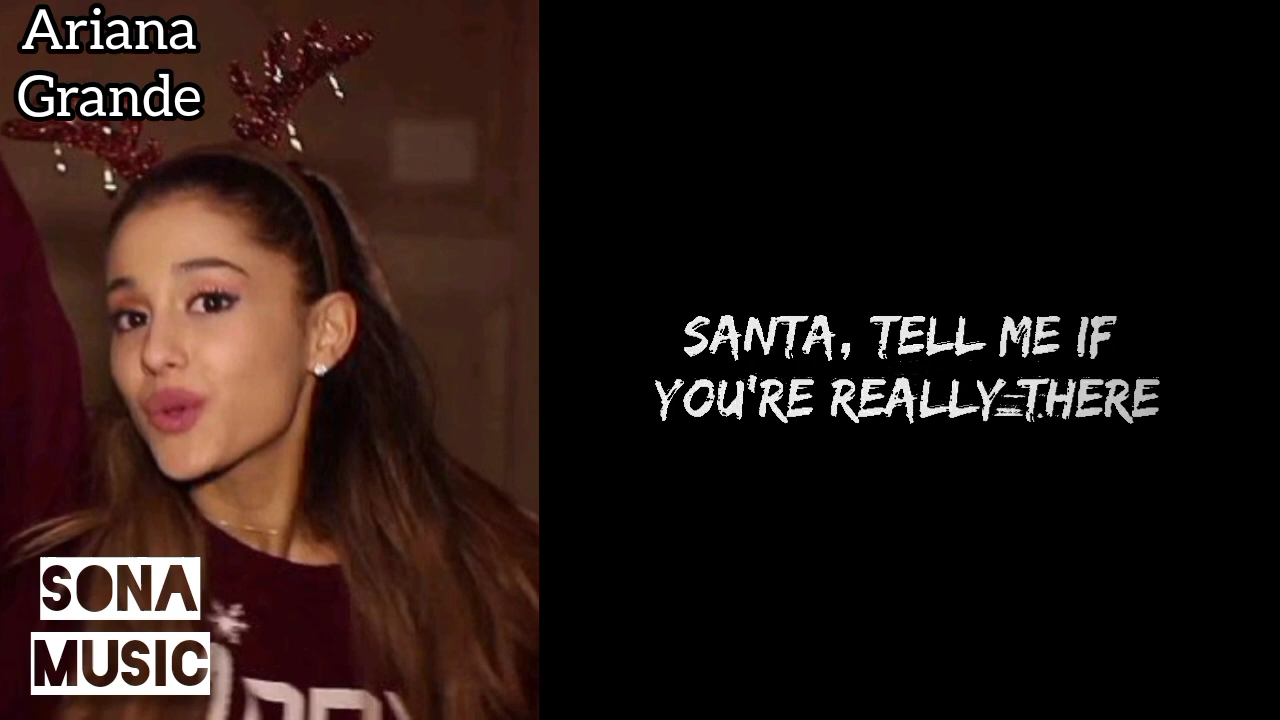 Ariana
Grande
SANTA, TELL ME IF
YOU'RE REALLY THERE
SONA
MUSIC